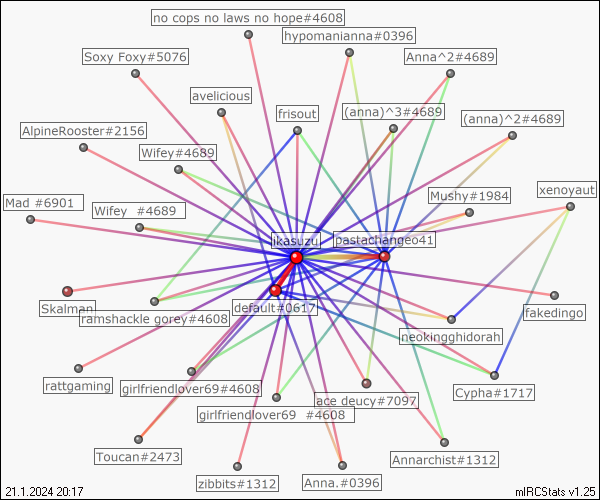 no cops no laws no hope#4608
hypomanianna#0396
Soxy Foxy#5076
Anna^2#4689
avelicious
frisout
(anna)^3#4689
(anna)^2#4689
AlpineRooster#2156
Wifey#4689
xenoyaut
Mushy#1984
Mad #6901
Wifey #4689
ikasuzu
pastachangeo41
Skalman
default#0617
fakedingo
ramshackle gorey#4608
neokingghidorah
rattgaming
girlfriendlover69#4608
ace deucy#7097
Cypha#1717
girlfriendlover69 #4608
Toucan#2473
Annarchist#1312
zibbits#1312
Anna.#0396
21.1.2024 20:17
mIRCStats v1.25